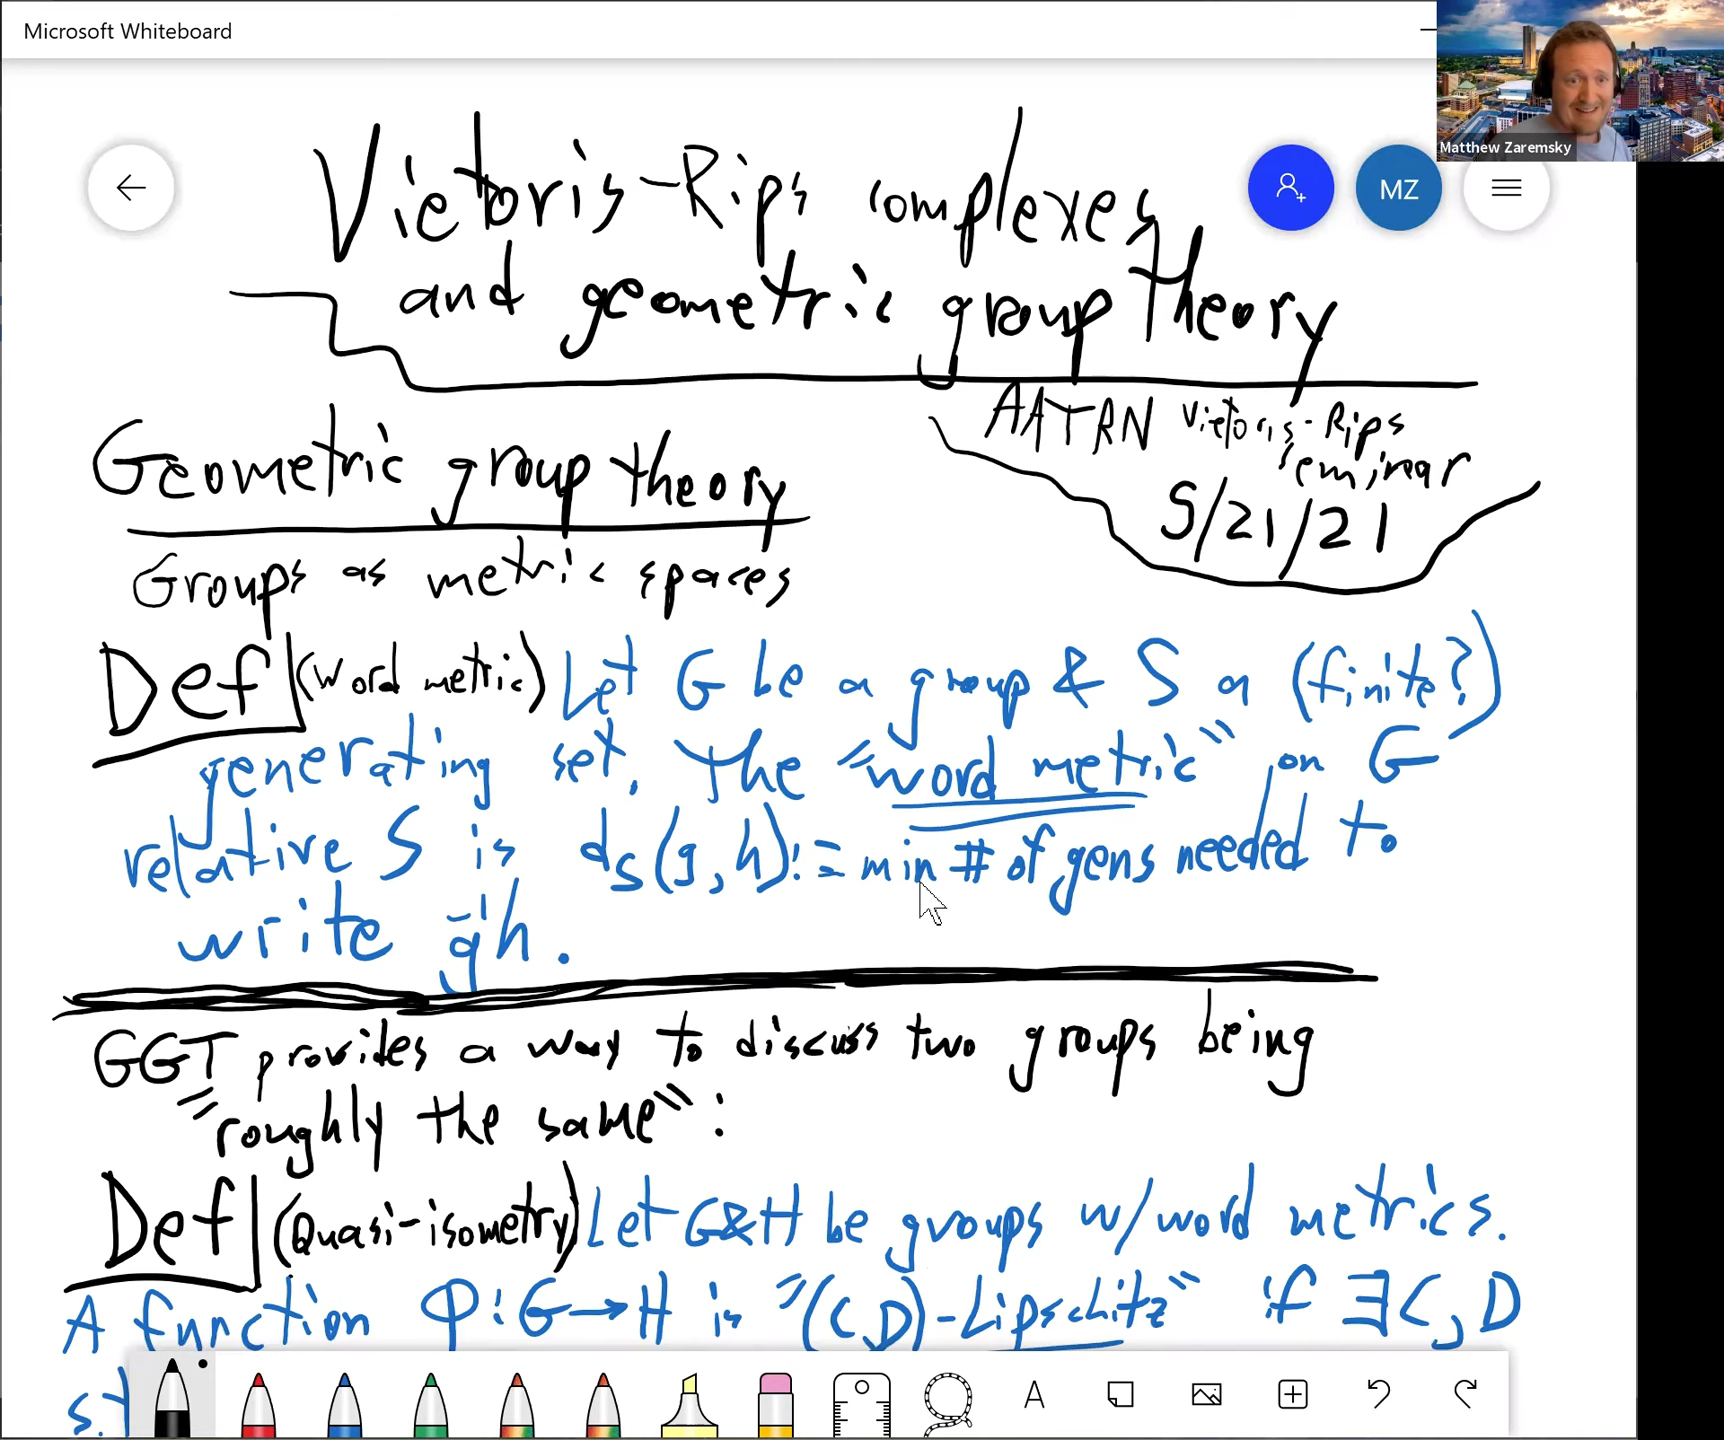 Microsoft Whiteboard
Matthew Zaremsky
MZ
Vietoris-Rips complexes
and geometric group theory
AATRN Vietoris-Rips
seminar
5/21/21
Geometric group theory
Groups as metric spaces
Def (Word metric) Let G be a group & S a (finite?)
generating set. The "word metric" on G
relative S is d_S(g,h) := min # of gens needed to
write g⁻¹h.
GGT provides a way to discuss two groups being
"roughly the same":
Def (Quasi-isometry) Let G&H be groups w/word metrics.
A function φ: G→H is "(C,D)-Lipschitz" if ∃C,D
s.t
A